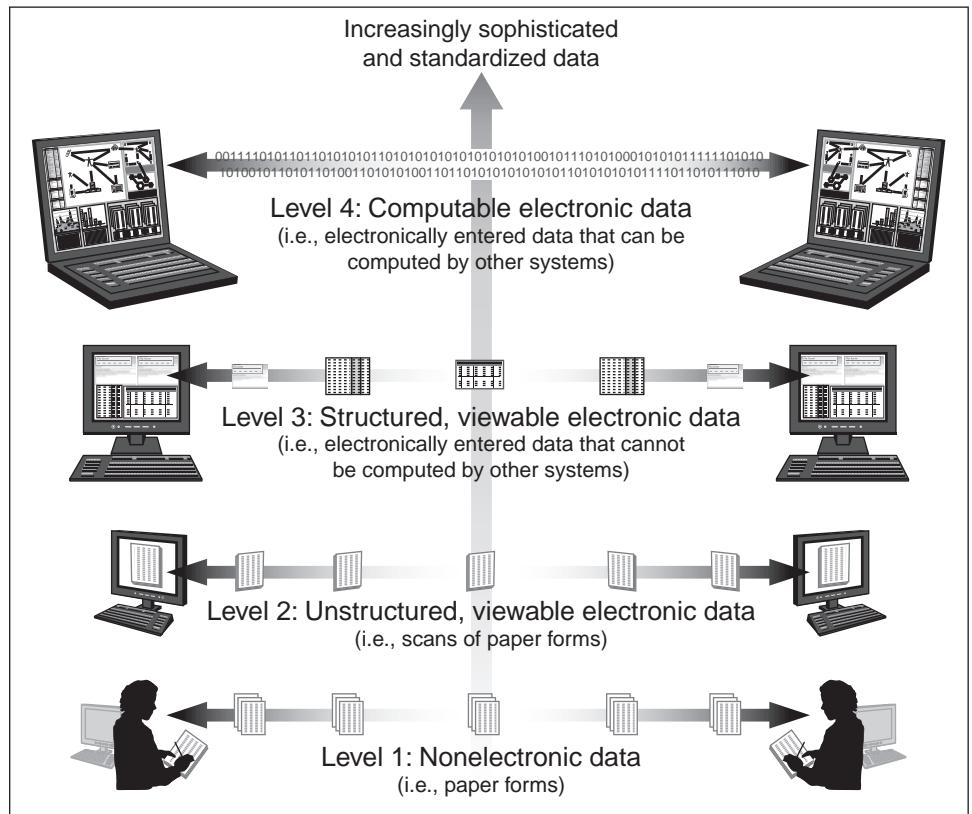 Increasingly sophisticated
and standardized data
Level 4: Computable electronic data
(i.e., electronically entered data that can be
computed by other systems)
Level 3: Structured, viewable electronic data
(i.e., electronically entered data that cannot
be computed by other systems)
Level 2: Unstructured, viewable electronic data
(i.e., scans of paper forms)
Level 1: Nonelectronic data
(i.e., paper forms)